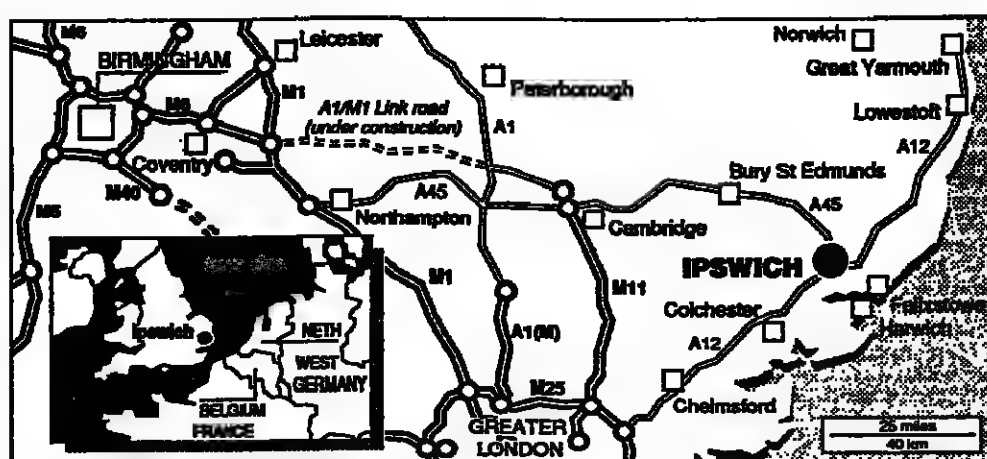 M6
BIRMINGHAM
Leicester
M1
A1/M1 Link road
(under construction)
Peterborough
A1
Norwich
Great Yarmouth
Lowestoft
A12
M6
Coventry
M40
M5
Northampton
A45
Cambridge
Bury St Edmunds
A45
IPSWICH
M1
M11
A1(M)
M25
Colchester
A12
Chelmsford
Felixstowe
Harwich
GREATER
LONDON
Ipswich
NETH
WEST
GERMANY
BELGIUM
FRANCE
25 miles
40 km